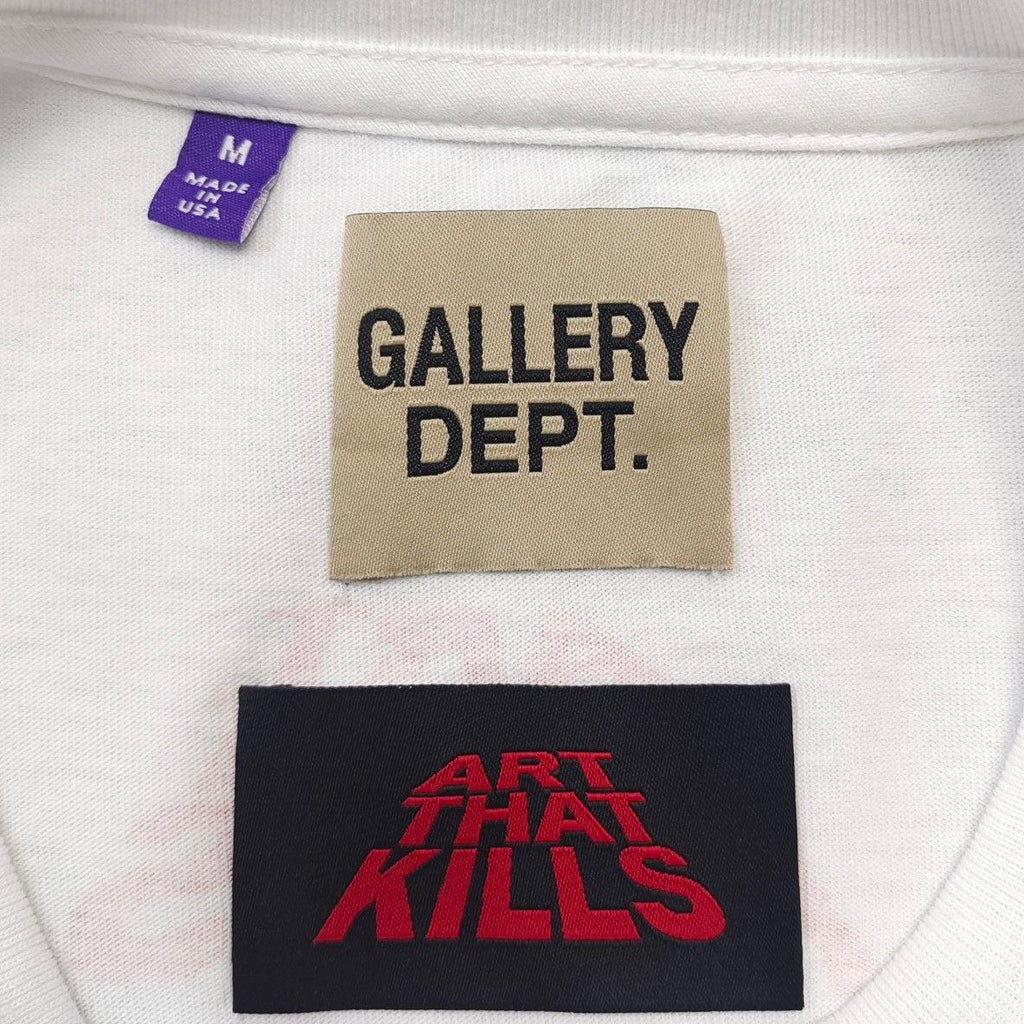 M
MADE
IN
USA
GALLERY
DEPT.
ART
THAT
KILLS